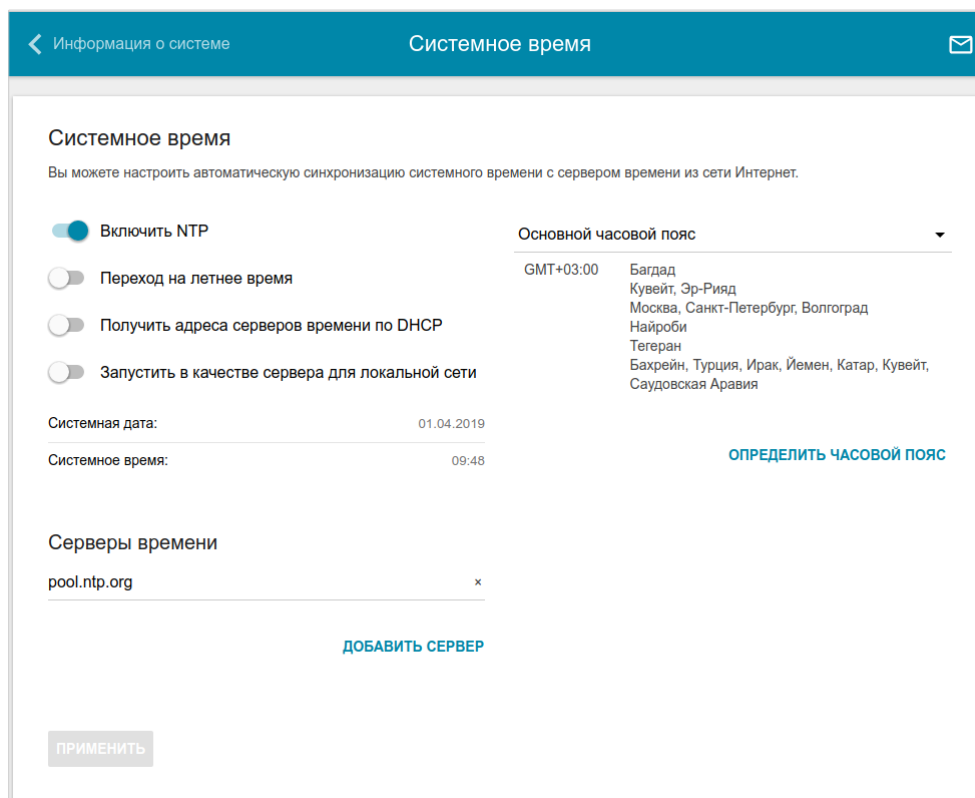 Информация о системе
Системное время
Системное время
Вы можете настроить автоматическую синхронизацию системного времени с сервером времени из сети Интернет.
Включить NTP
Переход на летнее время
Получить адреса серверов времени по DHCP
Запустить в качестве сервера для локальной сети
Системная дата: 01.04.2019
Системное время: 09:48
Основной часовой пояс
GMT+03:00 Багдад
Кувейт, Эр-Рияд
Москва, Санкт-Петербург, Волгоград
Найроби
Тегеран
Бахрейн, Турция, Ирак, Йемен, Катар, Кувейт,
Саудовская Аравия
ОПРЕДЕЛИТЬ ЧАСОВОЙ ПОЯС
Серверы времени
pool.ntp.org ×
ДОБАВИТЬ СЕРВЕР
ПРИМЕНИТЬ